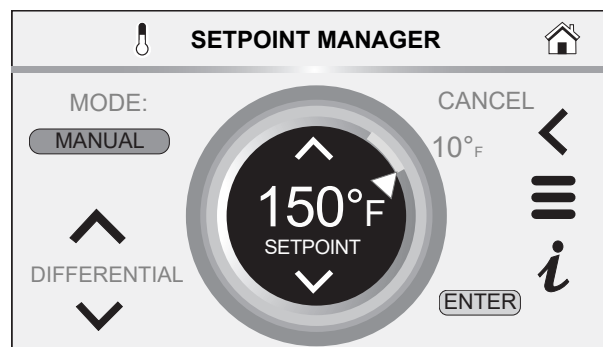 SETPOINT MANAGER
MODE:
MANUAL
CANCEL
10°F
150°F
SETPOINT
DIFFERENTIAL
i
ENTER